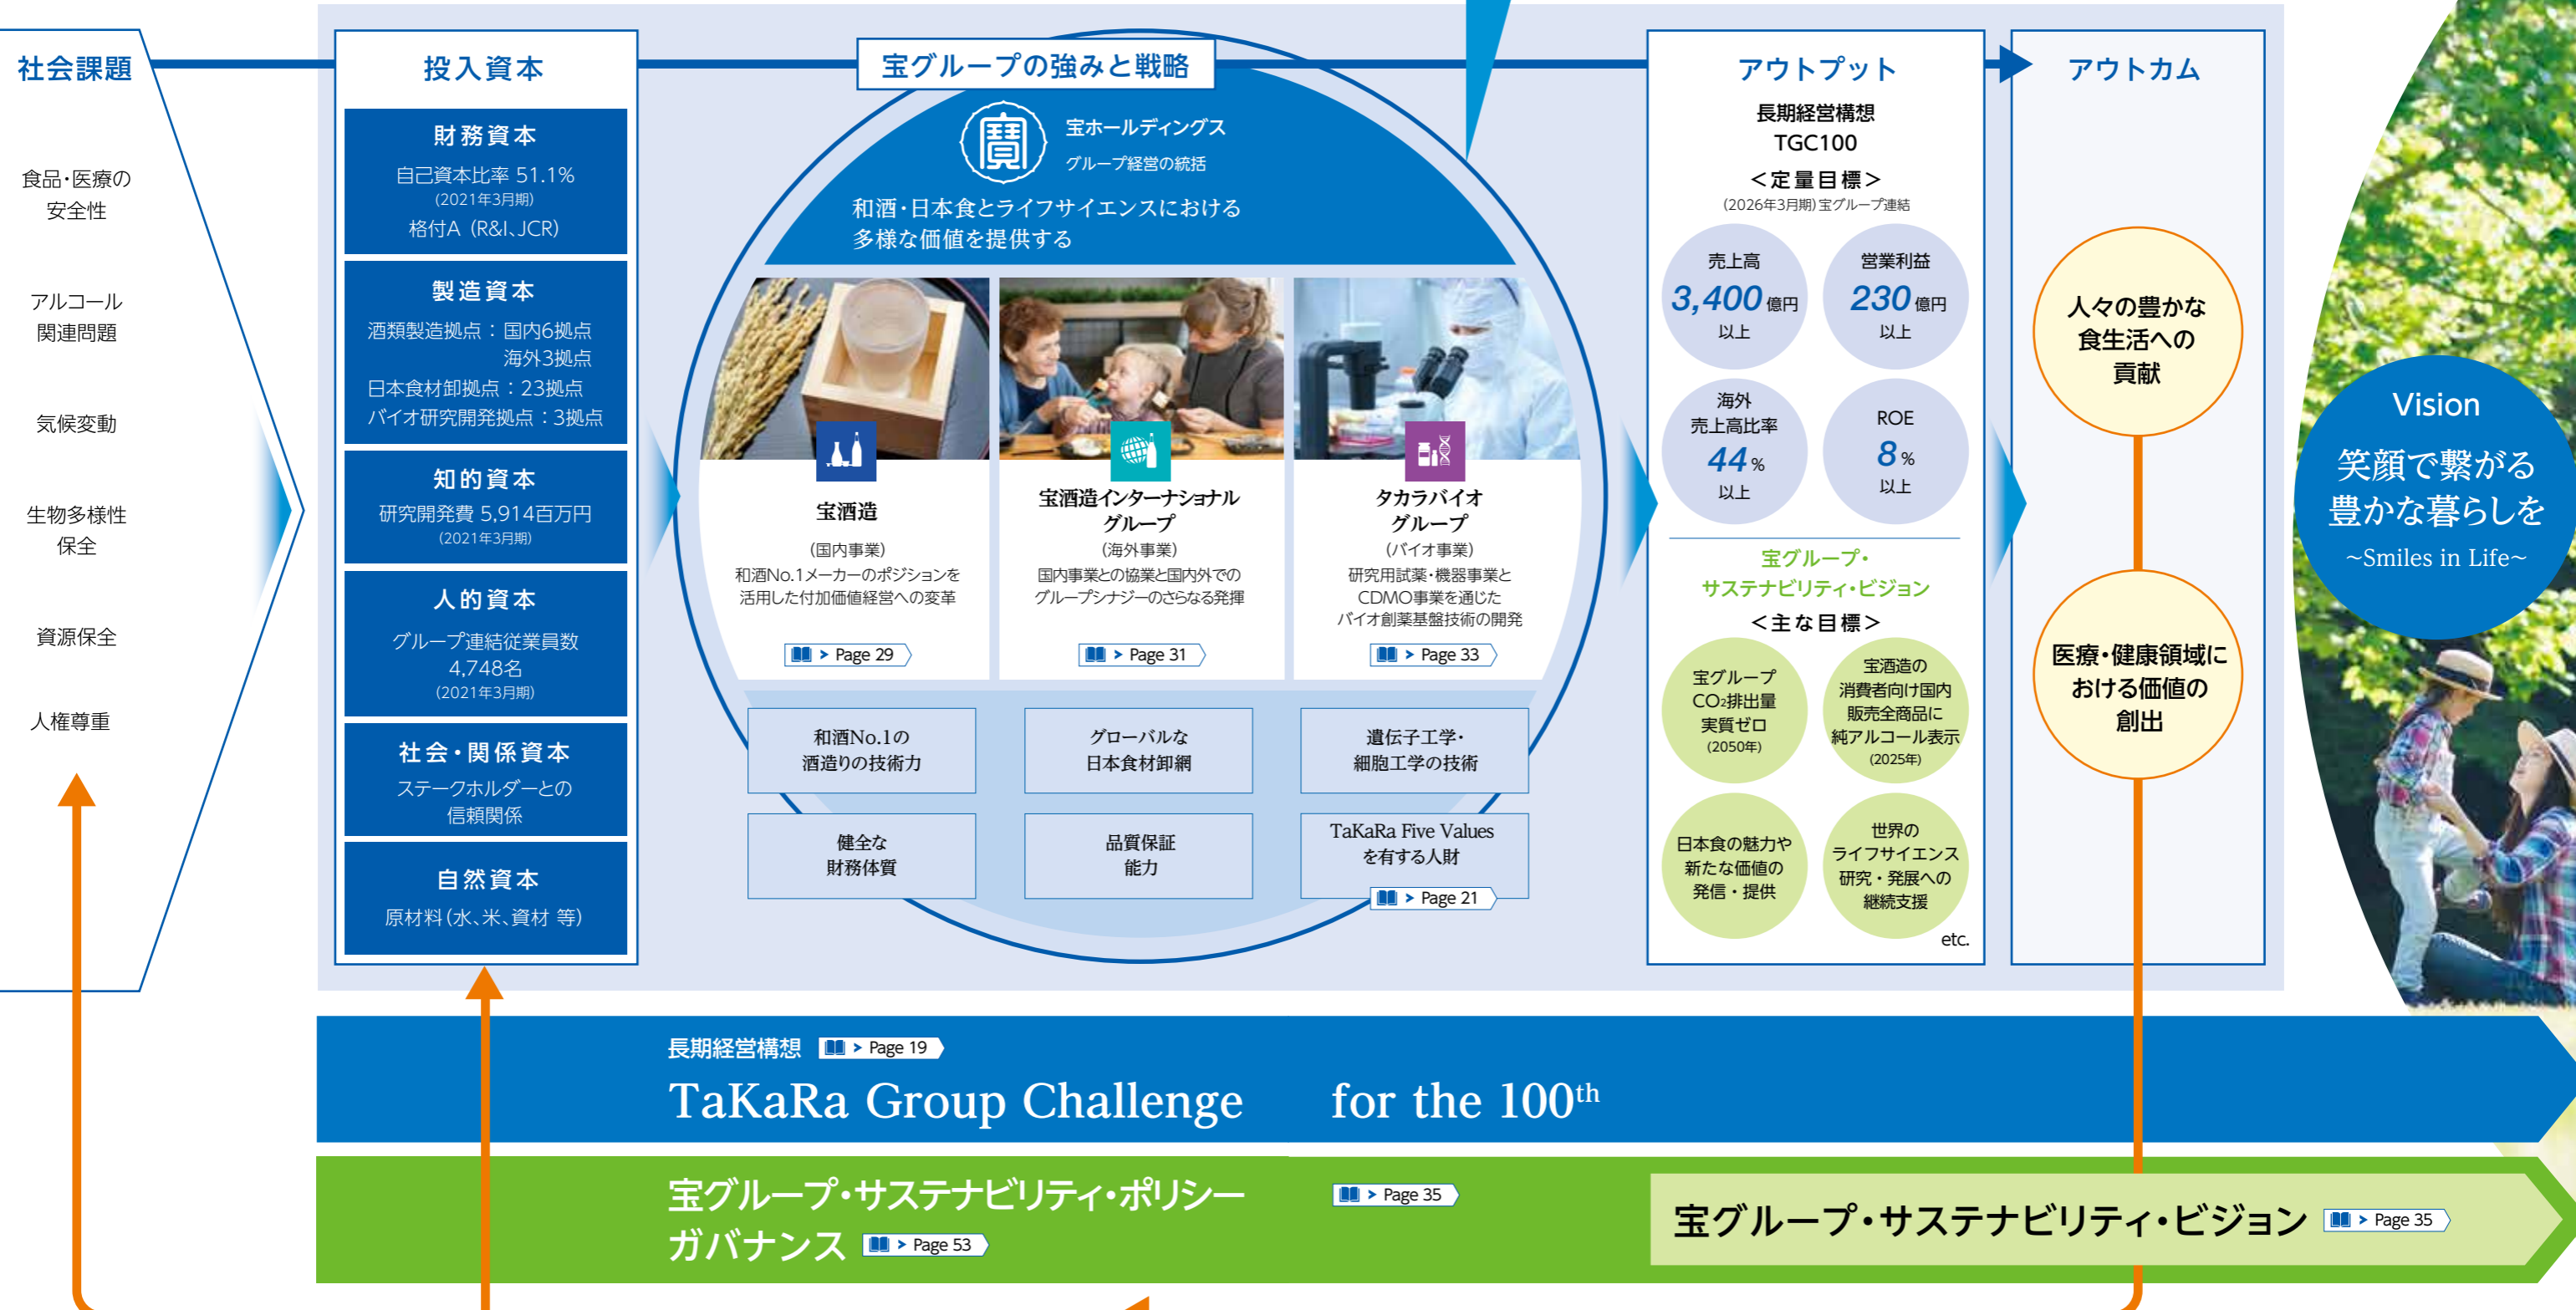 社会課題
食品・医療の
安全性
アルコール
関連問題
気候変動
生物多様性
保全
資源保全
人権尊重
投入資本
財務資本
自己資本比率 51.1%
(2021年3月期)
格付A (R&I、JCR)
製造資本
酒類製造拠点：国内6拠点
海外3拠点
日本食材卸拠点：23拠点
バイオ研究開発拠点：3拠点
知的資本
研究開発費 5,914百万円
(2021年3月期)
人的資本
グループ連結従業員数
4,748名
(2021年3月期)
社会・関係資本
ステークホルダーとの
信頼関係
自然資本
原材料(水、米、資材 等)
宝グループの強みと戦略
寶
宝ホールディングス
グループ経営の統括
和酒・日本食とライフサイエンスにおける
多様な価値を提供する
宝酒造
(国内事業)
和酒No.1メーカーのポジションを
活用した付加価値経営への変革
> Page 29
宝酒造インターナショナル
グループ
(海外事業)
国内事業との協業と国内外での
グループシナジーのさらなる発揮
> Page 31
タカラバイオ
グループ
(バイオ事業)
研究用試薬・機器事業と
CDMO事業を通じた
バイオ創薬基盤技術の開発
> Page 33
和酒No.1の
酒造りの技術力
グローバルな
日本食材卸網
遺伝子工学・
細胞工学の技術
健全な
財務体質
品質保証
能力
TaKaRa Five Values
を有する人財
> Page 21
アウトプット
長期経営構想
TGC100
＜定量目標＞
(2026年3月期)宝グループ連結
売上高
3,400億円
以上
営業利益
230億円
以上
海外
売上高比率
44%
以上
ROE
8%
以上
宝グループ・
サステナビリティ・ビジョン
＜主な目標＞
宝グループ
CO2排出量
実質ゼロ
(2050年)
宝酒造の
消費者向け国内
販売全商品に
純アルコール表示
(2025年)
日本食の魅力や
新たな価値の
発信・提供
世界の
ライフサイエンス
研究・発展への
継続支援
etc.
アウトカム
人々の豊かな
食生活への
貢献
医療・健康領域に
おける価値の
創出
Vision
笑顔で繋がる
豊かな暮らしを
～Smiles in Life～
長期経営構想 > Page 19
TaKaRa Group Challenge for the 100th
宝グループ・サステナビリティ・ポリシー > Page 35
ガバナンス > Page 53
宝グループ・サステナビリティ・ビジョン > Page 35